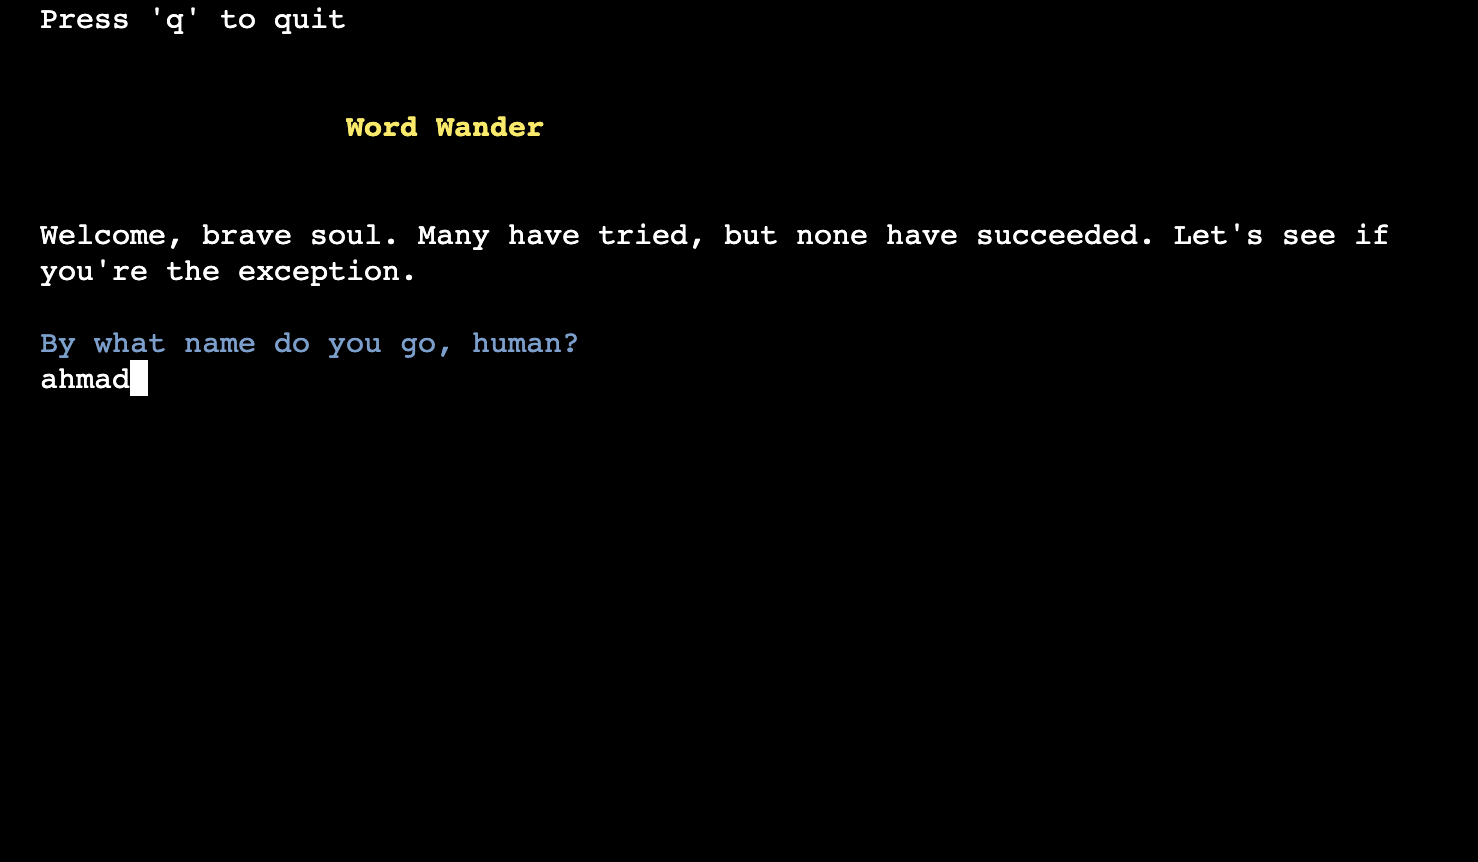 Press 'q' to quit
Word Wander
Welcome, brave soul. Many have tried, but none have succeeded. Let's see if
you're the exception.
By what name do you go, human?
ahmad